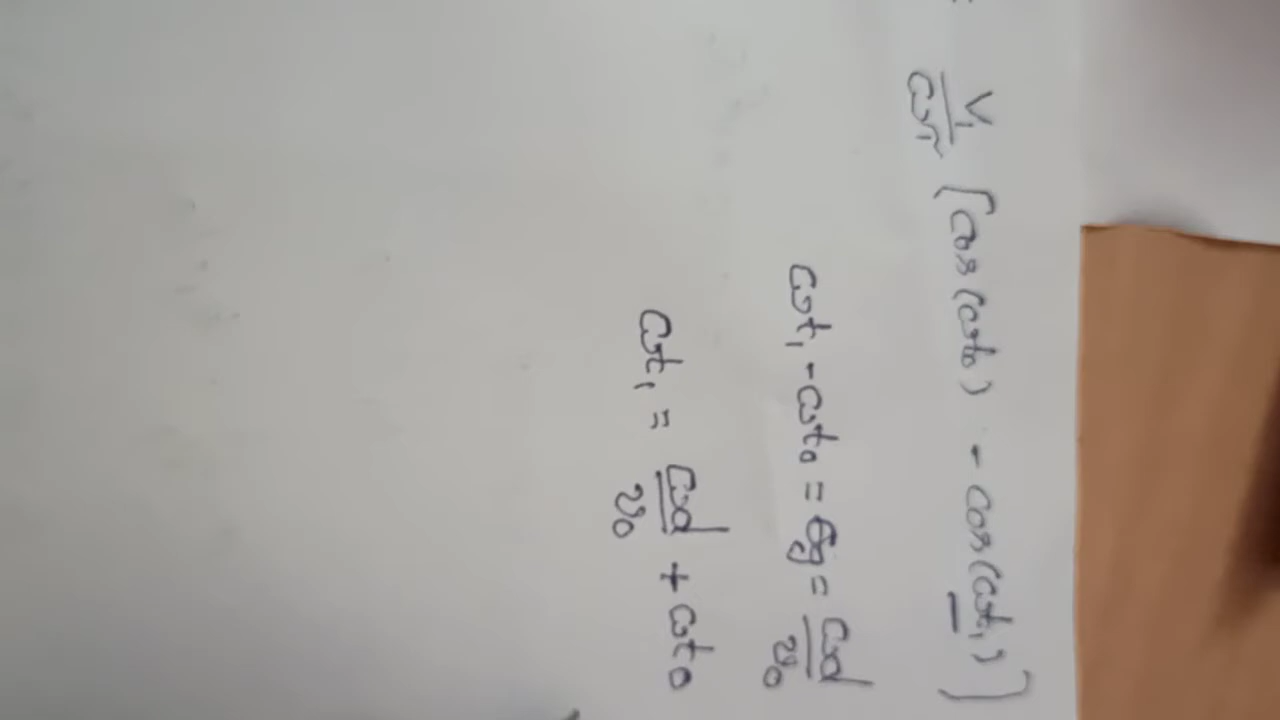 = V₁/ωτ [cos(ωt₀) - cos(ωt₁)]
ωt₁ - ωt₀ = θg = ωd/v₀
ωt₁ = ωd/v₀ + ωt₀